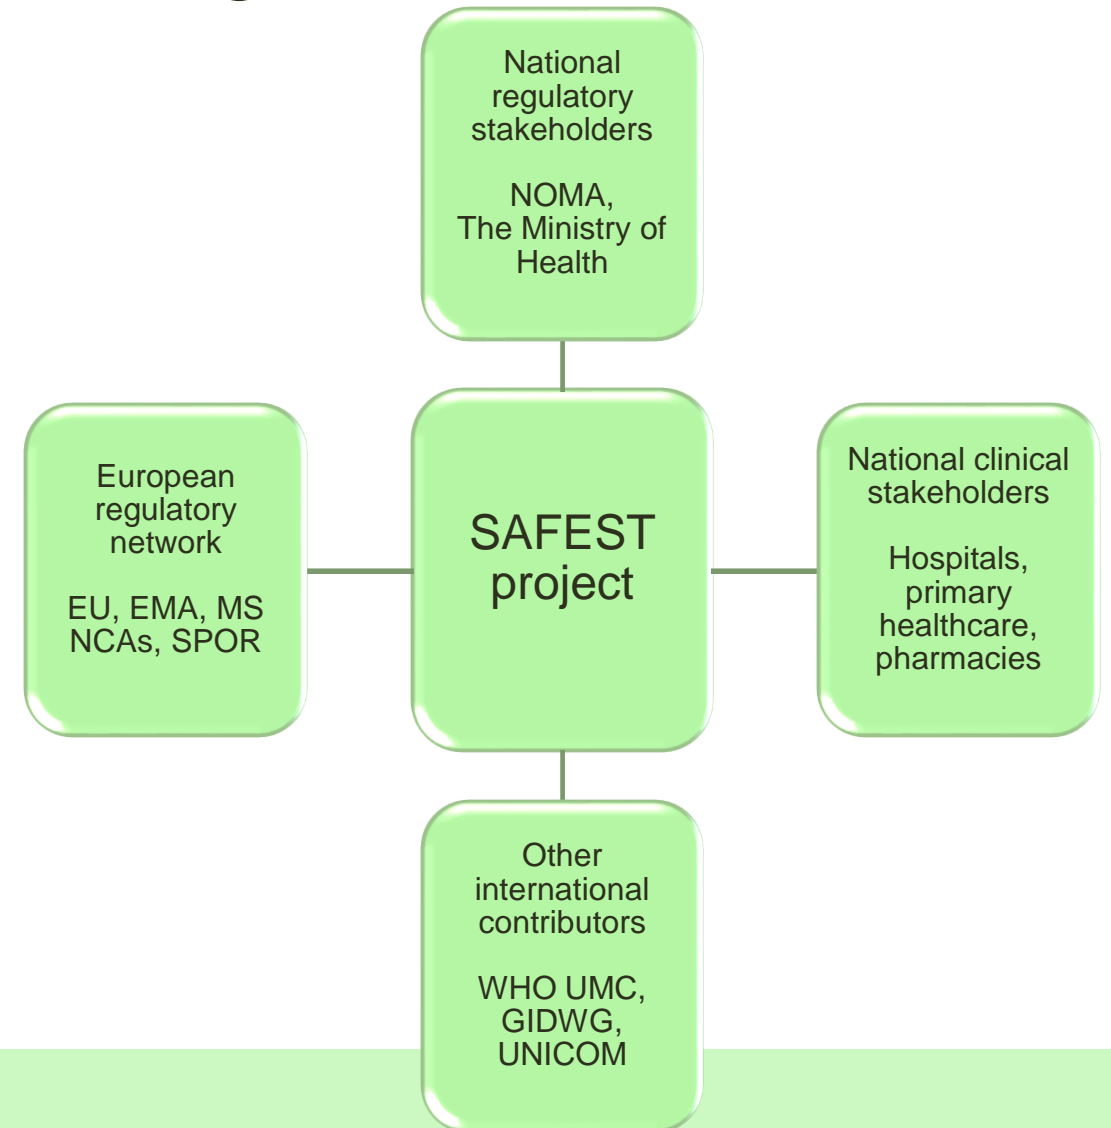 National
regulatory
stakeholders
NOMA,
The Ministry of
Health
European
regulatory
network
EU, EMA, MS
NCAs, SPOR
SAFEST
project
National clinical
stakeholders
Hospitals,
primary
healthcare,
pharmacies
Other
international
contributors
WHO UMC,
GIDWG,
UNICOM